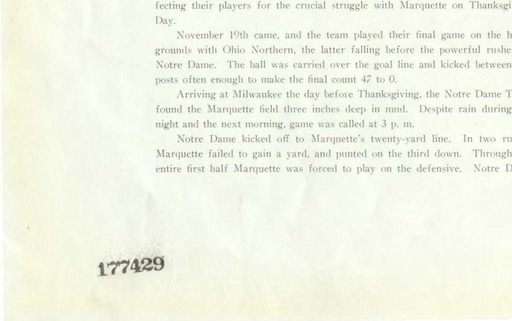 fecting their players for the crucial struggle with Marquette on
Day.
November 19th came, and the team played their final game on the
grounds with Ohio Northern, the latter falling before the powerful
Notre Dame. The ball was carried over the goal line and kicked between
posts often enough to make the final count 47 to 0.
Arriving at Milwaukee the day before Thanksgiving, the Notre Dame
found the Marquette field three inches deep in mud. Despite rain during
night and the next morning, game was called at 3 p. m.
Notre Dame kicked off to Marquette's twenty-yard line. In two
Marquette failed to gain a yard, and punted on the third down. Through
entire first half Marquette was forced to play on the defensive. Notre
177429